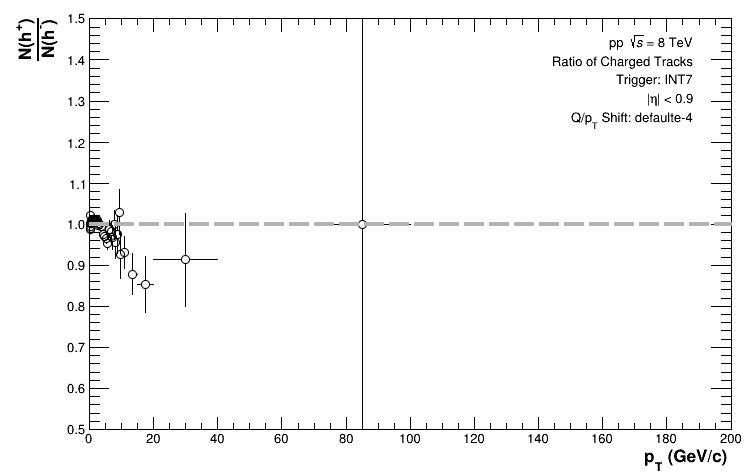 N(h⁺)
N(h⁻)
1.5
1.4
1.3
1.2
1.1
1.0
0.9
0.8
0.7
0.6
0.5
pp √s = 8 TeV
Ratio of Charged Tracks
Trigger: INT7
|η| < 0.9
Q/p_T Shift: defaulte-4
0 20 40 60 80 100 120 140 160 180 200
p_T (GeV/c)